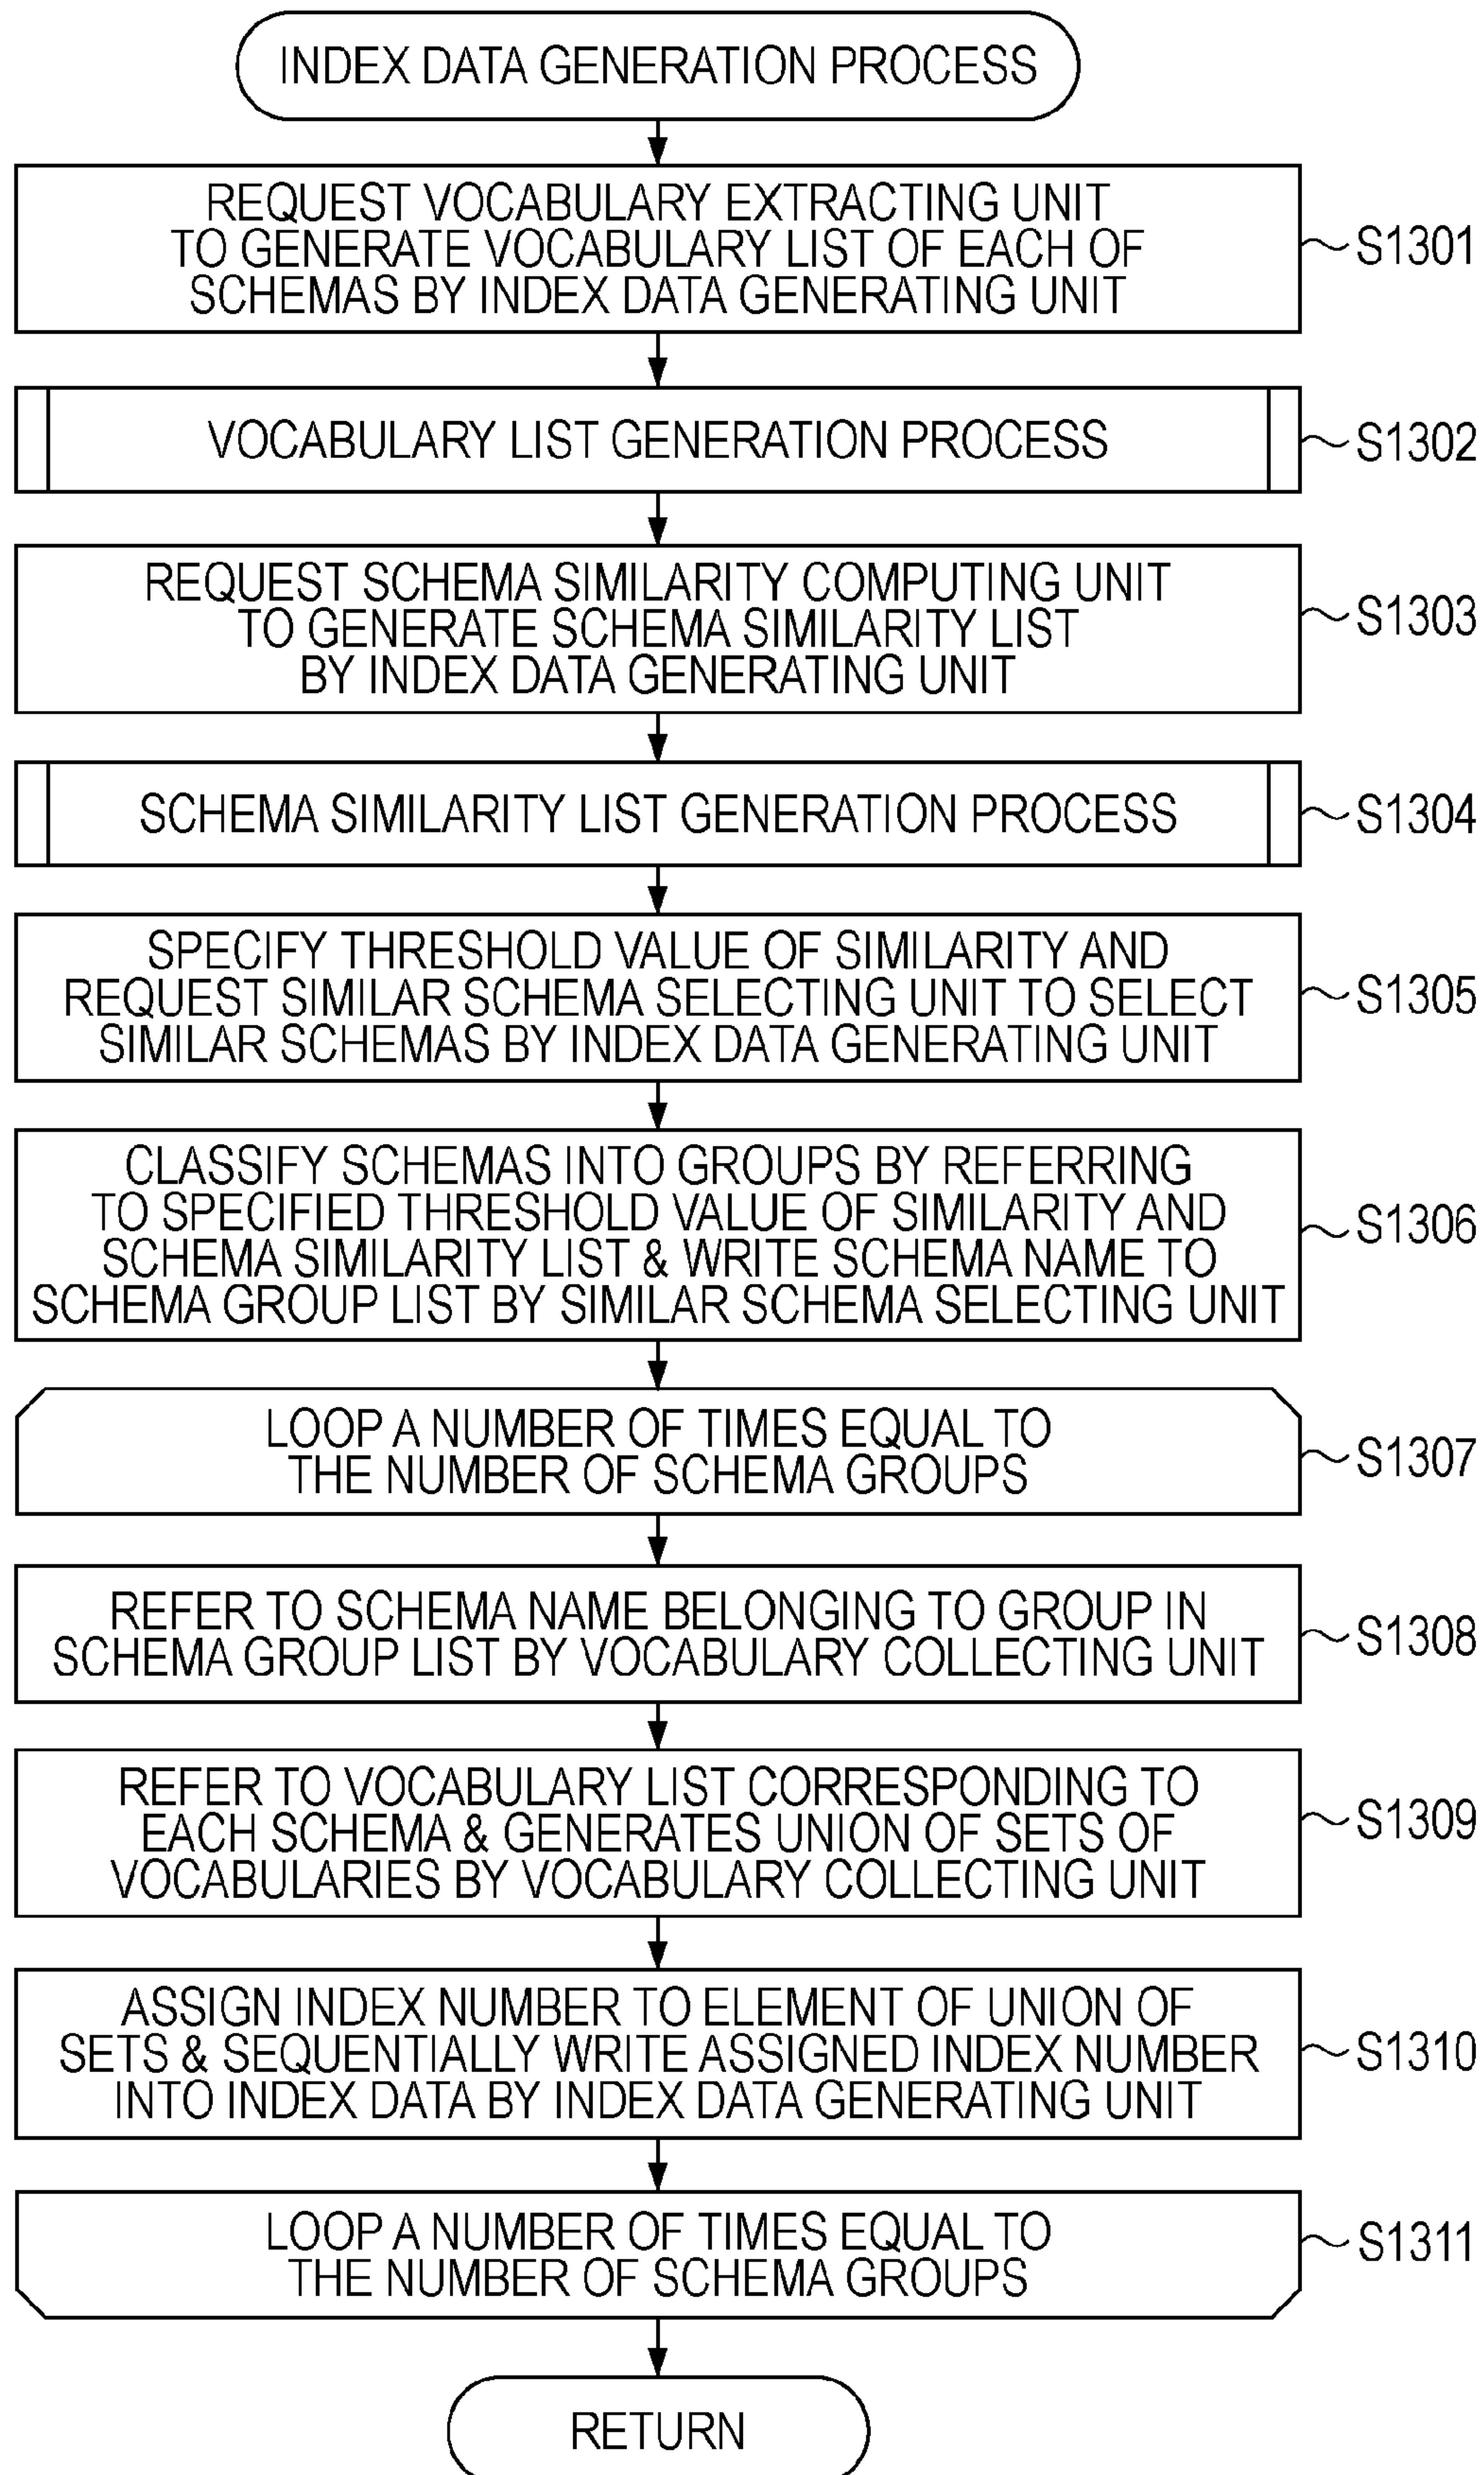 INDEX DATA GENERATION PROCESS
REQUEST VOCABULARY EXTRACTING UNIT
TO GENERATE VOCABULARY LIST OF EACH OF
SCHEMAS BY INDEX DATA GENERATING UNIT
S1301
VOCABULARY LIST GENERATION PROCESS
S1302
REQUEST SCHEMA SIMILARITY COMPUTING UNIT
TO GENERATE SCHEMA SIMILARITY LIST
BY INDEX DATA GENERATING UNIT
S1303
SCHEMA SIMILARITY LIST GENERATION PROCESS
S1304
SPECIFY THRESHOLD VALUE OF SIMILARITY AND
REQUEST SIMILAR SCHEMA SELECTING UNIT TO SELECT
SIMILAR SCHEMAS BY INDEX DATA GENERATING UNIT
S1305
CLASSIFY SCHEMAS INTO GROUPS BY REFERRING
TO SPECIFIED THRESHOLD VALUE OF SIMILARITY AND
SCHEMA SIMILARITY LIST & WRITE SCHEMA NAME TO
SCHEMA GROUP LIST BY SIMILAR SCHEMA SELECTING UNIT
S1306
LOOP A NUMBER OF TIMES EQUAL TO
THE NUMBER OF SCHEMA GROUPS
S1307
REFER TO SCHEMA NAME BELONGING TO GROUP IN
SCHEMA GROUP LIST BY VOCABULARY COLLECTING UNIT
S1308
REFER TO VOCABULARY LIST CORRESPONDING TO
EACH SCHEMA & GENERATES UNION OF SETS OF
VOCABULARIES BY VOCABULARY COLLECTING UNIT
S1309
ASSIGN INDEX NUMBER TO ELEMENT OF UNION OF
SETS & SEQUENTIALLY WRITE ASSIGNED INDEX NUMBER
INTO INDEX DATA BY INDEX DATA GENERATING UNIT
S1310
LOOP A NUMBER OF TIMES EQUAL TO
THE NUMBER OF SCHEMA GROUPS
S1311
RETURN